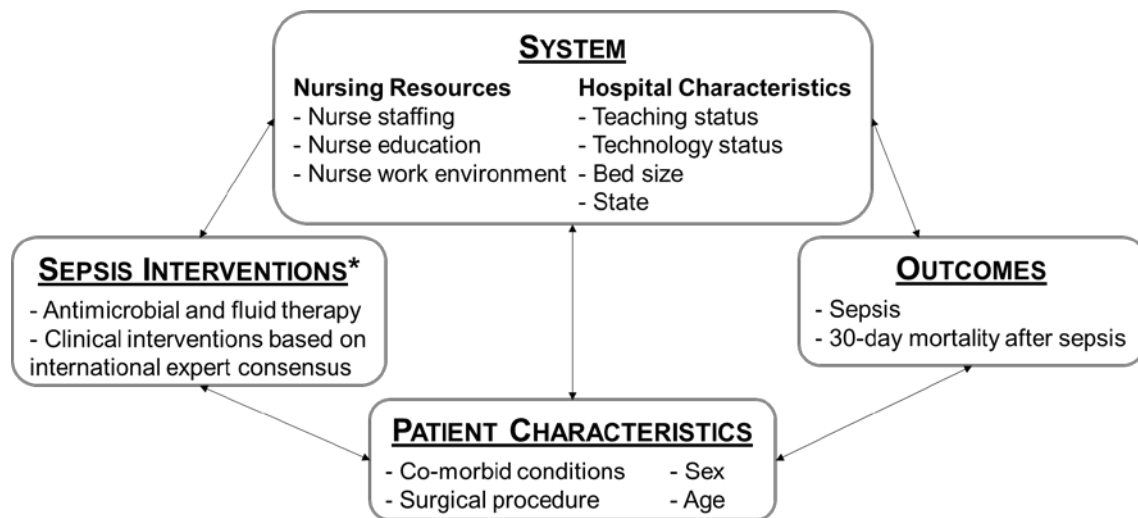 SYSTEM
Nursing Resources
- Nurse staffing
- Nurse education
- Nurse work environment
Hospital Characteristics
- Teaching status
- Technology status
- Bed size
- State
SEPSIS INTERVENTIONS*
- Antimicrobial and fluid therapy
- Clinical interventions based on
international expert consensus
OUTCOMES
- Sepsis
- 30-day mortality after sepsis
PATIENT CHARACTERISTICS
- Co-morbid conditions
- Surgical procedure
- Sex
- Age